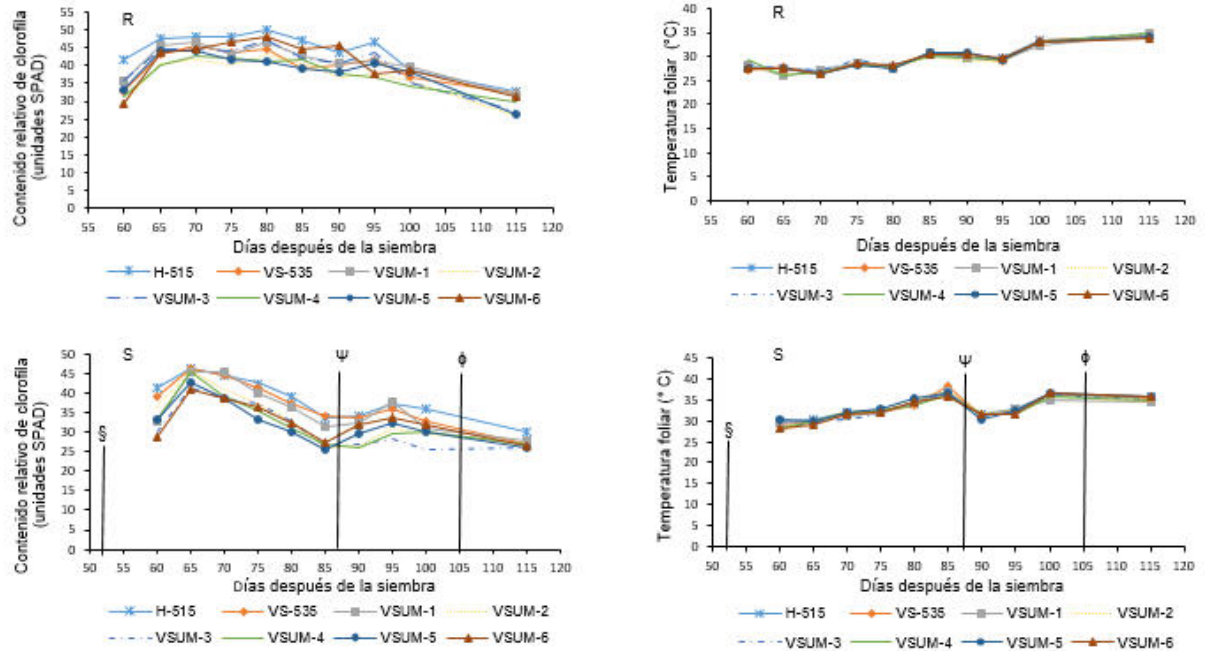 R
Contenido relativo de clorofila
(unidades SPAD)
55
50
45
40
35
30
25
20
15
10
5
0
55 60 65 70 75 80 85 90 95 100 105 110 115 120
Días después de la siembra
H-515 VS-535 VSUM-1 VSUM-2
VSUM-3 VSUM-4 VSUM-5 VSUM-6
R
Temperatura foliar (°C)
40
35
30
25
20
15
10
5
0
55 60 65 70 75 80 85 90 95 100 105 110 115 120
Días después de la siembra
H-515 VS-535 VSUM-1 VSUM-2
VSUM-3 VSUM-4 VSUM-5 VSUM-6
S
Ψ
ɸ
Contenido relativo de clorofila
(unidades SPAD)
50
45
40
35
30
25
20
15
10
5
0
50 55 60 65 70 75 80 85 90 95 100 105 110 115 120
Días después de la siembra
H-515 VS-535 VSUM-1 VSUM-2
VSUM-3 VSUM-4 VSUM-5 VSUM-6
S
Ψ
ɸ
Temperatura foliar (° C)
45
40
35
30
25
20
15
10
5
0
50 55 60 65 70 75 80 85 90 95 100 105 110 115 120
Días después de la siembra
H-515 VS-535 VSUM-1 VSUM-2
VSUM-3 VSUM-4 VSUM-5 VSUM-6